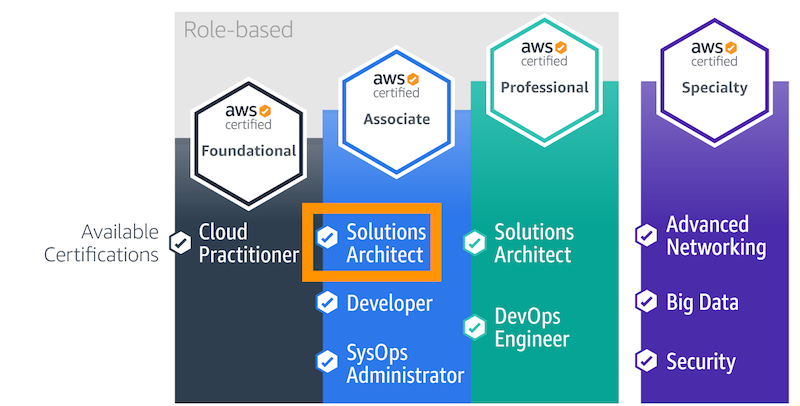 Role-based
aws
certified
Foundational
aws
certified
Associate
aws
certified
Professional
aws
certified
Specialty
Available
Certifications
Cloud
Practitioner
Solutions
Architect
Developer
SysOps
Administrator
Solutions
Architect
DevOps
Engineer
Advanced
Networking
Big Data
Security